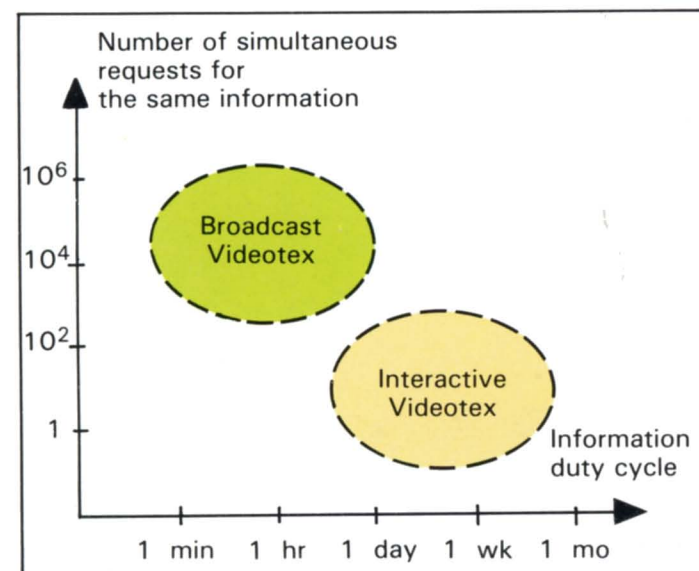 Number of simultaneous
requests for
the same information
10⁶
10⁴
10²
1
Broadcast
Videotex
Interactive
Videotex
Information
duty cycle
1 min 1 hr 1 day 1 wk 1 mo